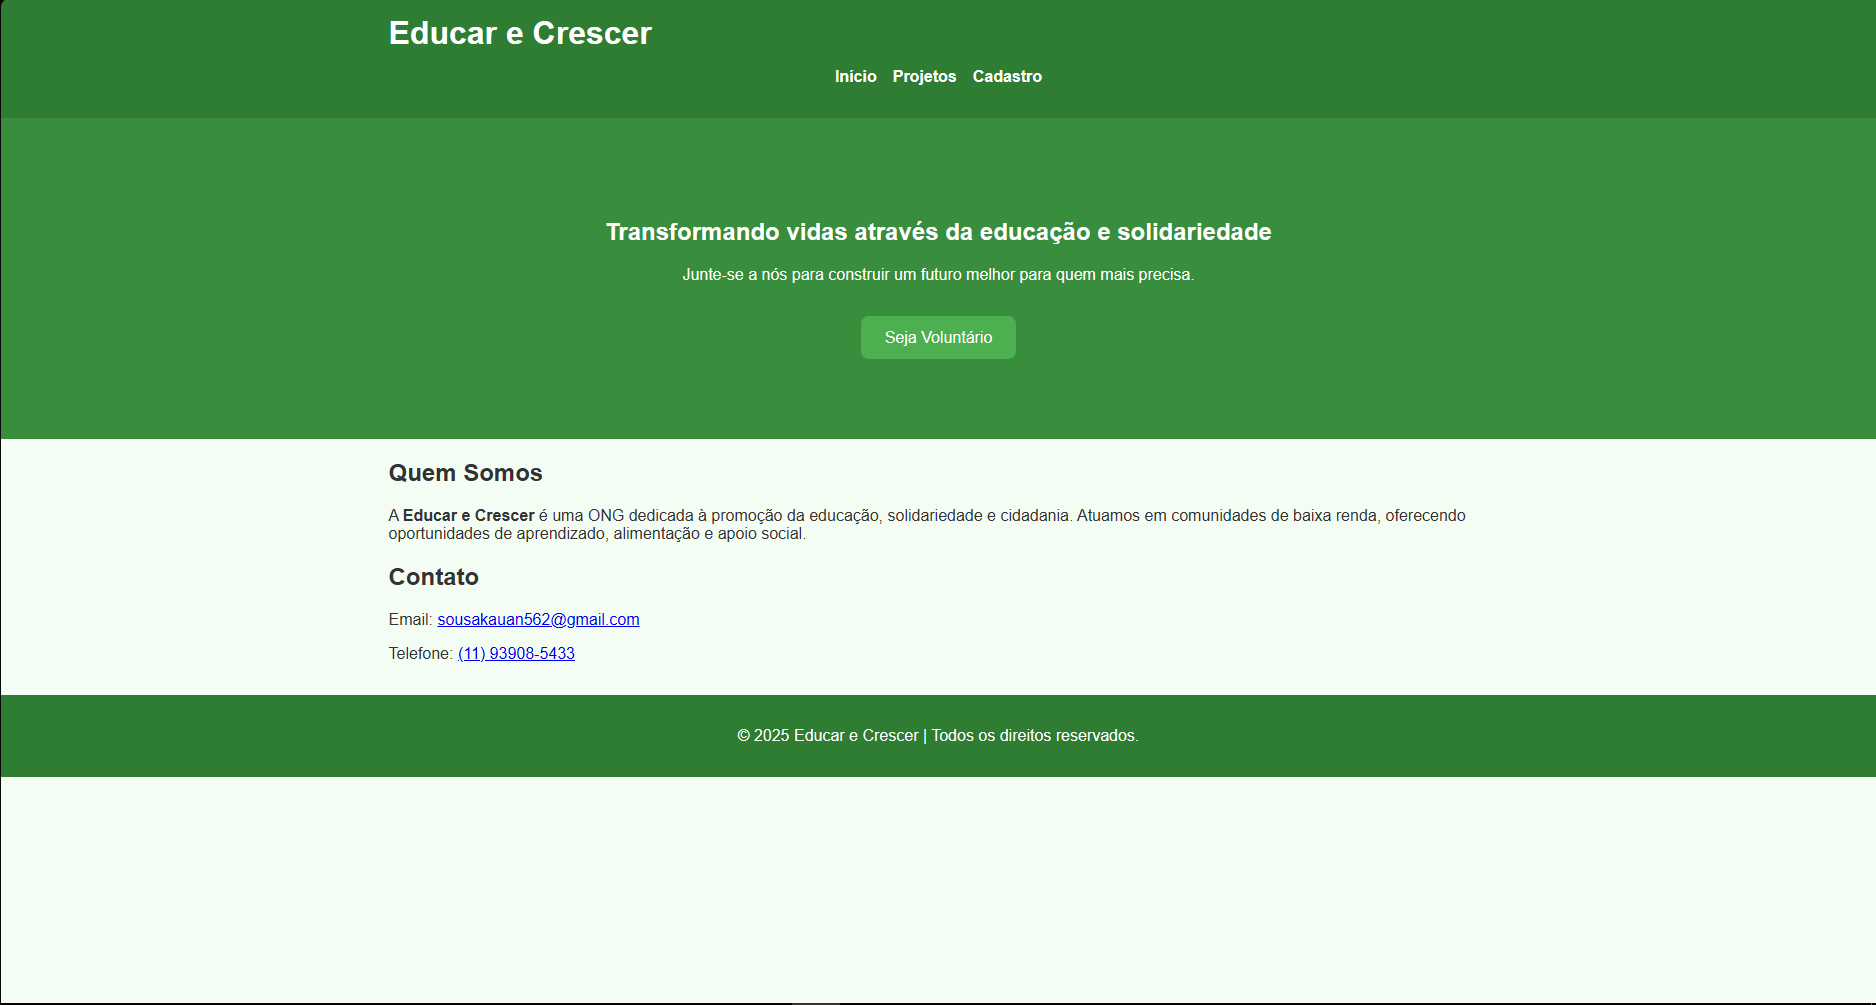 Educar e Crescer
Início Projetos Cadastro
Transformando vidas através da educação e solidariedade
Junte-se a nós para construir um futuro melhor para quem mais precisa.
Seja Voluntário
Quem Somos
A Educar e Crescer é uma ONG dedicada à promoção da educação, solidariedade e cidadania. Atuamos em comunidades de baixa renda, oferecendo
oportunidades de aprendizado, alimentação e apoio social.
Contato
Email: sousakauan562@gmail.com
Telefone: (11) 93908-5433
© 2025 Educar e Crescer | Todos os direitos reservados.